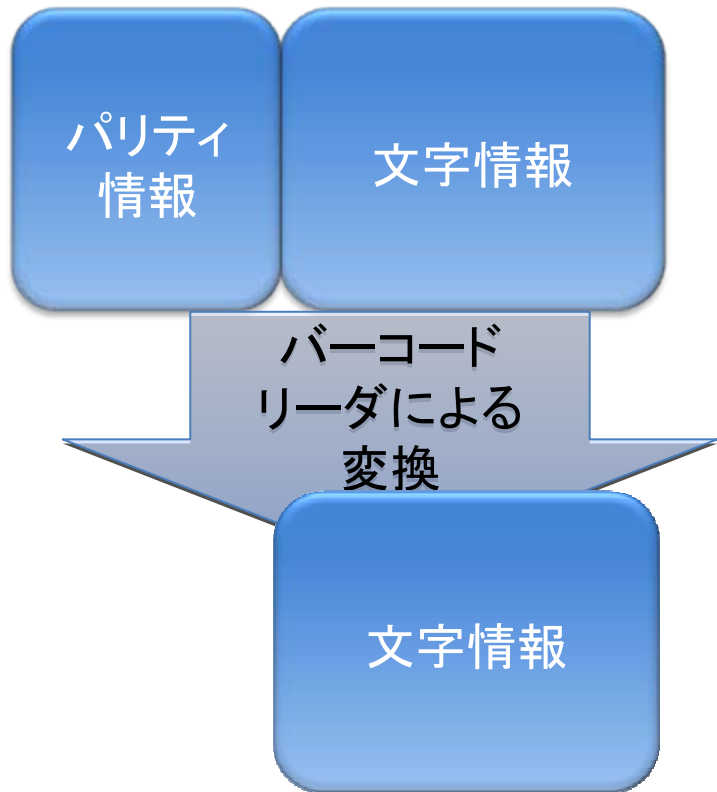 パリティ
情報
文字情報
バーコード
リーダによる
変換
文字情報